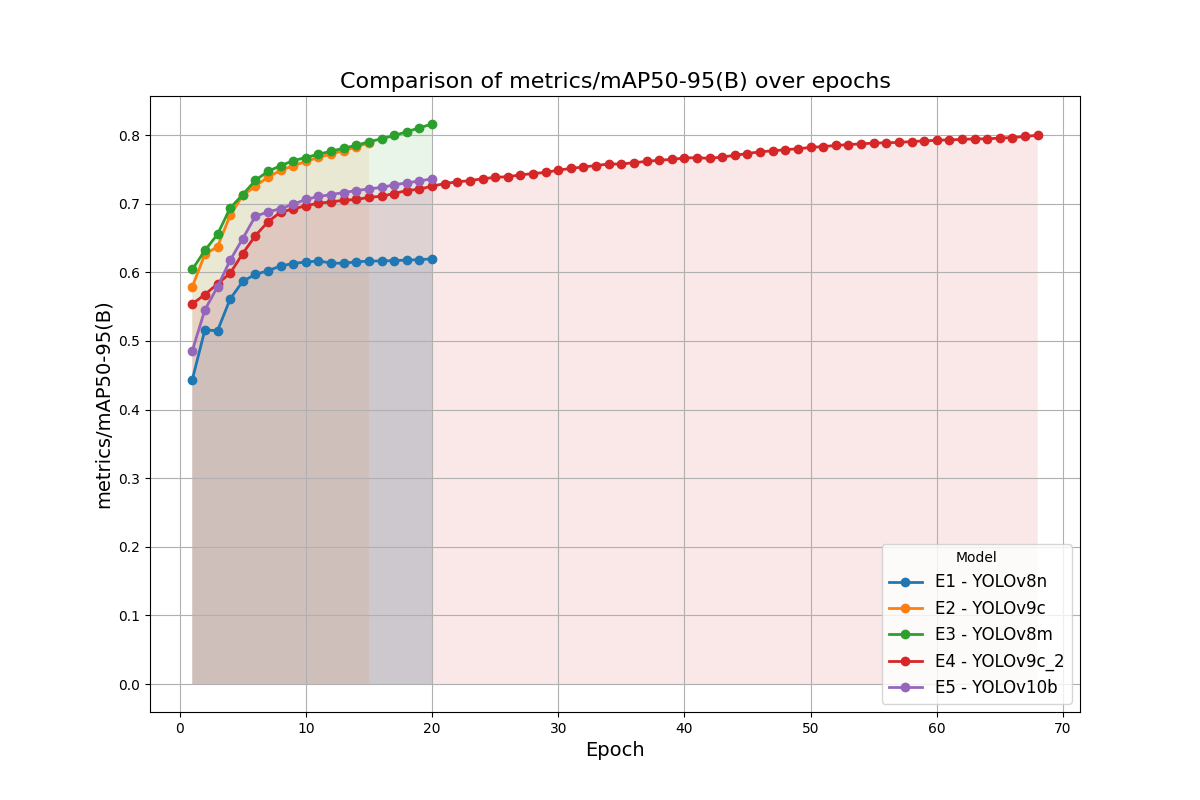 Comparison of metrics/mAP50-95(B) over epochs
metrics/mAP50-95(B)
0.8
0.7
0.6
0.5
0.4
0.3
0.2
0.1
0.0
0 10 20 30 40 50 60 70
Epoch
Model
E1 - YOLOv8n
E2 - YOLOv9c
E3 - YOLOv8m
E4 - YOLOv9c_2
E5 - YOLOv10b